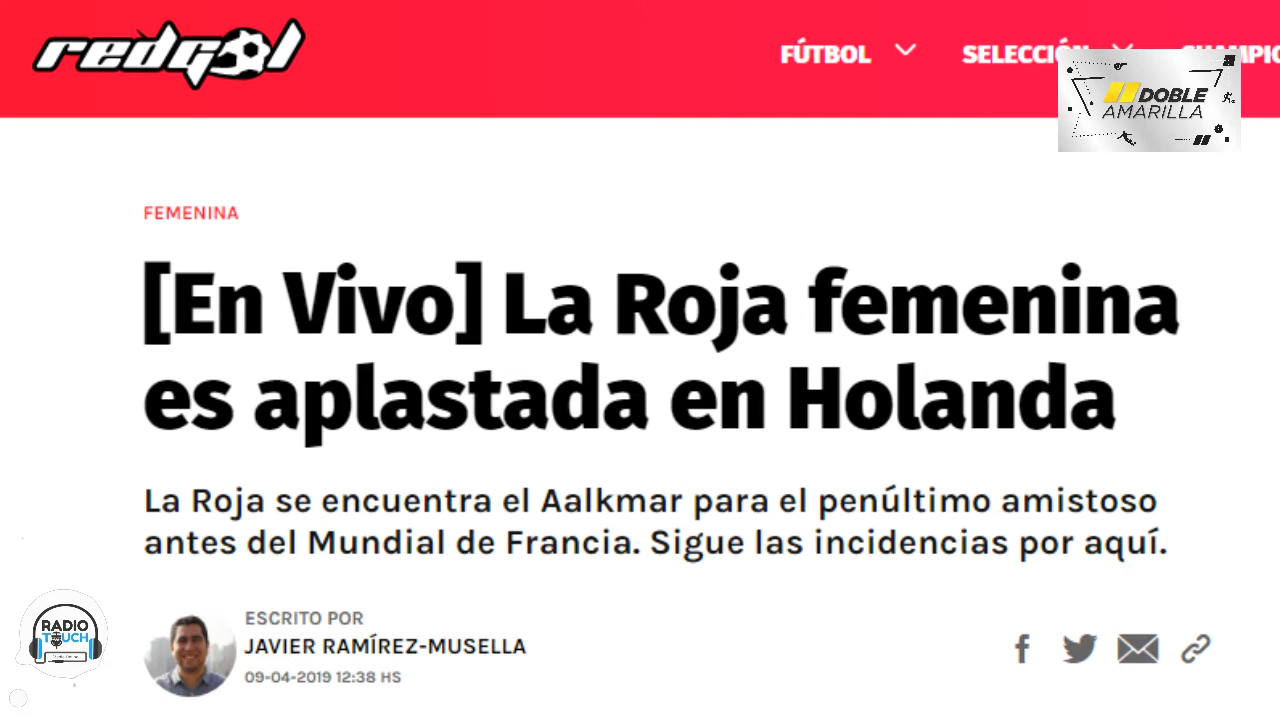 redgol
FÚTBOL
SELECCIÓN
DOBLE
AMARILLA
FEMENINA
[En Vivo] La Roja femenina
es aplastada en Holanda
La Roja se encuentra el Aalkmar para el penúltimo amistoso
antes del Mundial de Francia. Sigue las incidencias por aquí.
RADIO
TOUCH
ESCRITO POR
JAVIER RAMÍREZ-MUSELLA
09-04-2019 12:38 HS